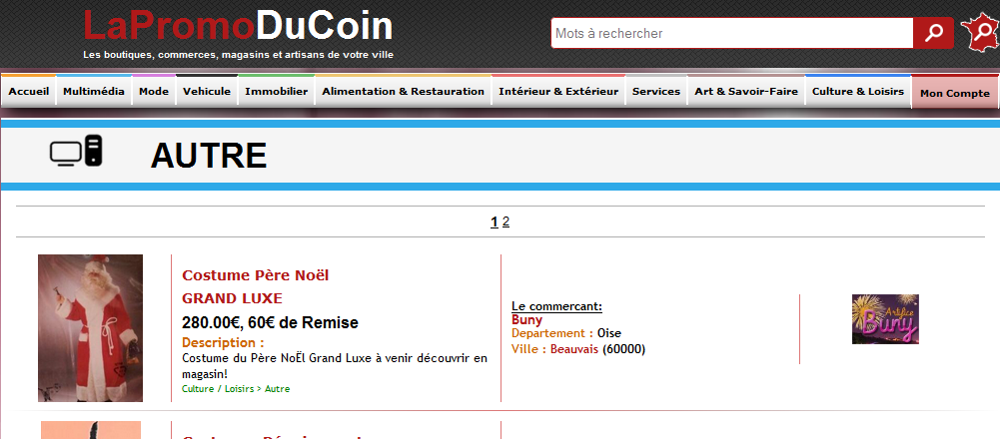 LaPromoDuCoin
Les boutiques, commerces, magasins et artisans de votre ville
Mots à rechercher
Accueil Multimédia Mode Vehicule Immobilier Alimentation & Restauration Intérieur & Extérieur Services Art & Savoir-Faire Culture & Loisirs Mon Compte
AUTRE
1 2
Costume Père Noël
GRAND LUXE
280.00€, 60€ de Remise
Description :
Costume du Père NoËl Grand Luxe à venir découvrir en
magasin!
Culture / Loisirs > Autre
Le commercant:
Buny
Departement : Oise
Ville : Beauvais (60000)
Artifice
Buny